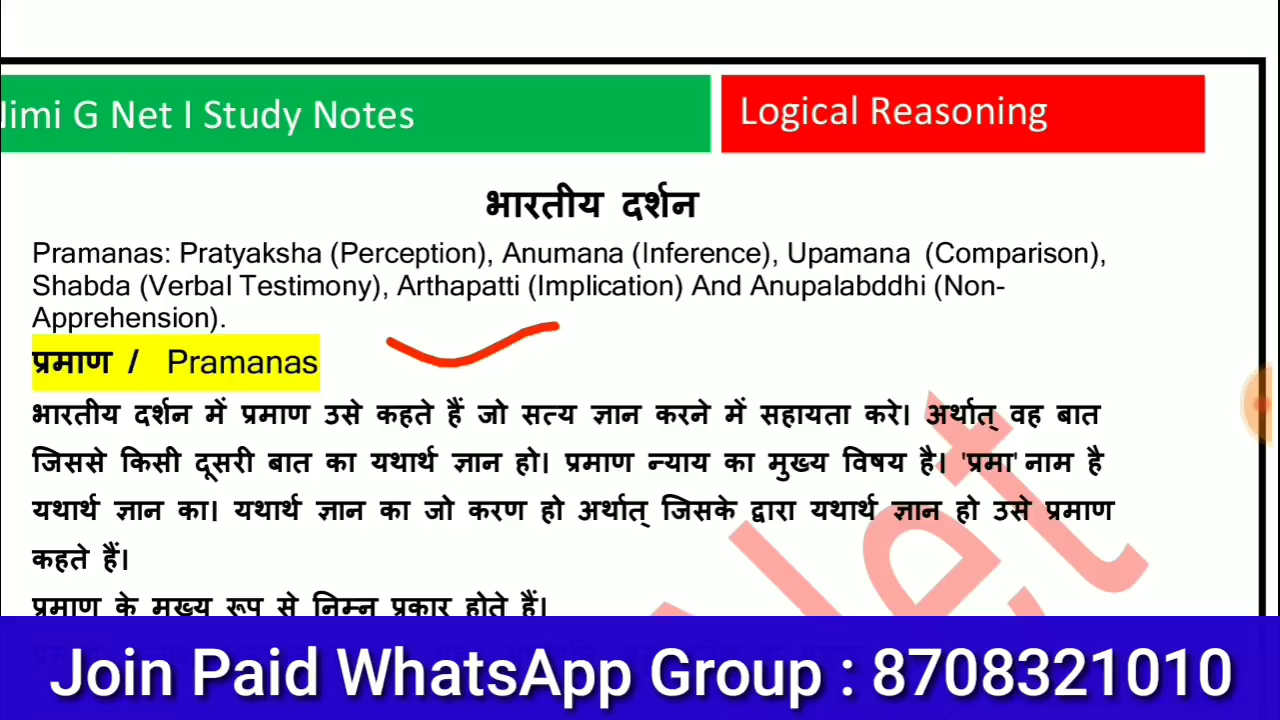 Nimi G Net I Study Notes
Logical Reasoning
भारतीय दर्शन
Pramanas: Pratyaksha (Perception), Anumana (Inference), Upamana (Comparison),
Shabda (Verbal Testimony), Arthapatti (Implication) And Anupalabddhi (Non-
Apprehension).
प्रमाण / Pramanas
भारतीय दर्शन में प्रमाण उसे कहते हैं जो सत्य ज्ञान करने में सहायता करे। अर्थात् वह बात
जिससे किसी दूसरी बात का यथार्थ ज्ञान हो। प्रमाण न्याय का मुख्य विषय है। 'प्रमा' नाम है
यथार्थ ज्ञान का। यथार्थ ज्ञान का जो करण हो अर्थात् जिसके द्वारा यथार्थ ज्ञान हो उसे प्रमाण
कहते हैं।
प्रमाण के मुख्य रूप से निम्न प्रकार होते हैं।
Net
Join Paid WhatsApp Group : 8708321010